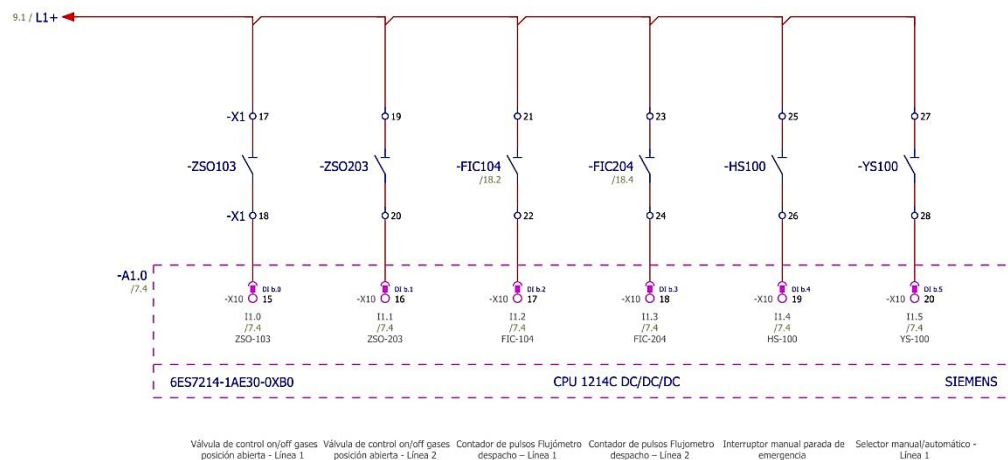 9.1 / L1+
-X1 17 19 21 23 25 27
-ZSO103 -ZSO203 -FIC104 -FIC204 -HS100 -YS100
/18.2 /18.4
-X1 18 20 22 24 26 28
-A1.0
/7.4
DI b.0 DI b.1 DI b.2 DI b.3 DI b.4 DI b.5
-X10 15 -X10 16 -X10 17 -X10 18 -X10 19 -X10 20
I1.0 I1.1 I1.2 I1.3 I1.4 I1.5
/7.4 /7.4 /7.4 /7.4 /7.4 /7.4
ZSO-103 ZSO-203 FIC-104 FIC-204 HS-100 YS-100
6ES7214-1AE30-0XB0 CPU 1214C DC/DC/DC SIEMENS
Válvula de control on/off gases Válvula de control on/off gases Contador de pulsos Flujómetro Contador de pulsos Flujometro Interruptor manual parada de Selector manual/automático -
posición abierta - Línea 1 posición abierta - Línea 2 despacho – Línea 1 despacho – Línea 2 emergencia Línea 1